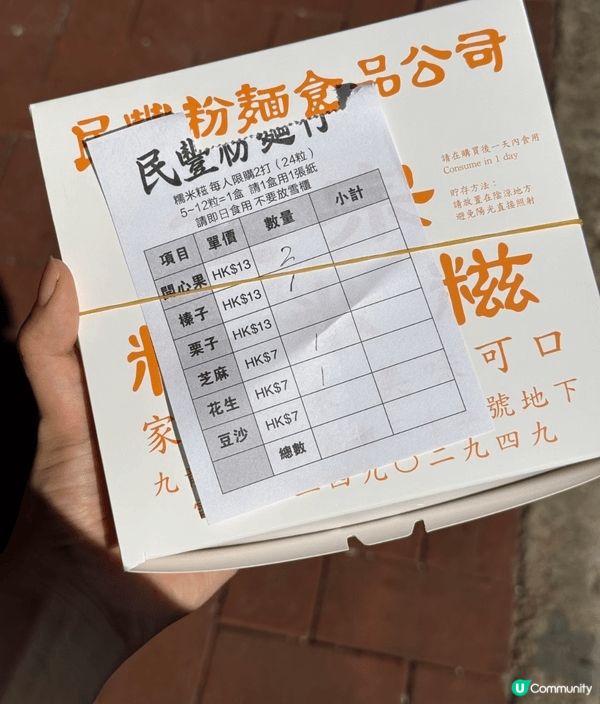 民豐粉麵食品公司
民豐粉麵行
糯米糍 每人限購2打（24粒）
5~12粒=1盒 請1盒用1張紙
請即日食用 不要放雪櫃
項目 單價 數量 小計
開心果 HK$13 2
榛子 HK$13 1
栗子 HK$13
芝麻 HK$7 1
花生 HK$7 1
豆沙 HK$7
總數
請在購買後一天內食用
Consume in 1 day
貯存方法：
請放置在陰涼地方
避免陽光直接照射
糍
家 可口
號地下
九 四九〇二九四九
U Community